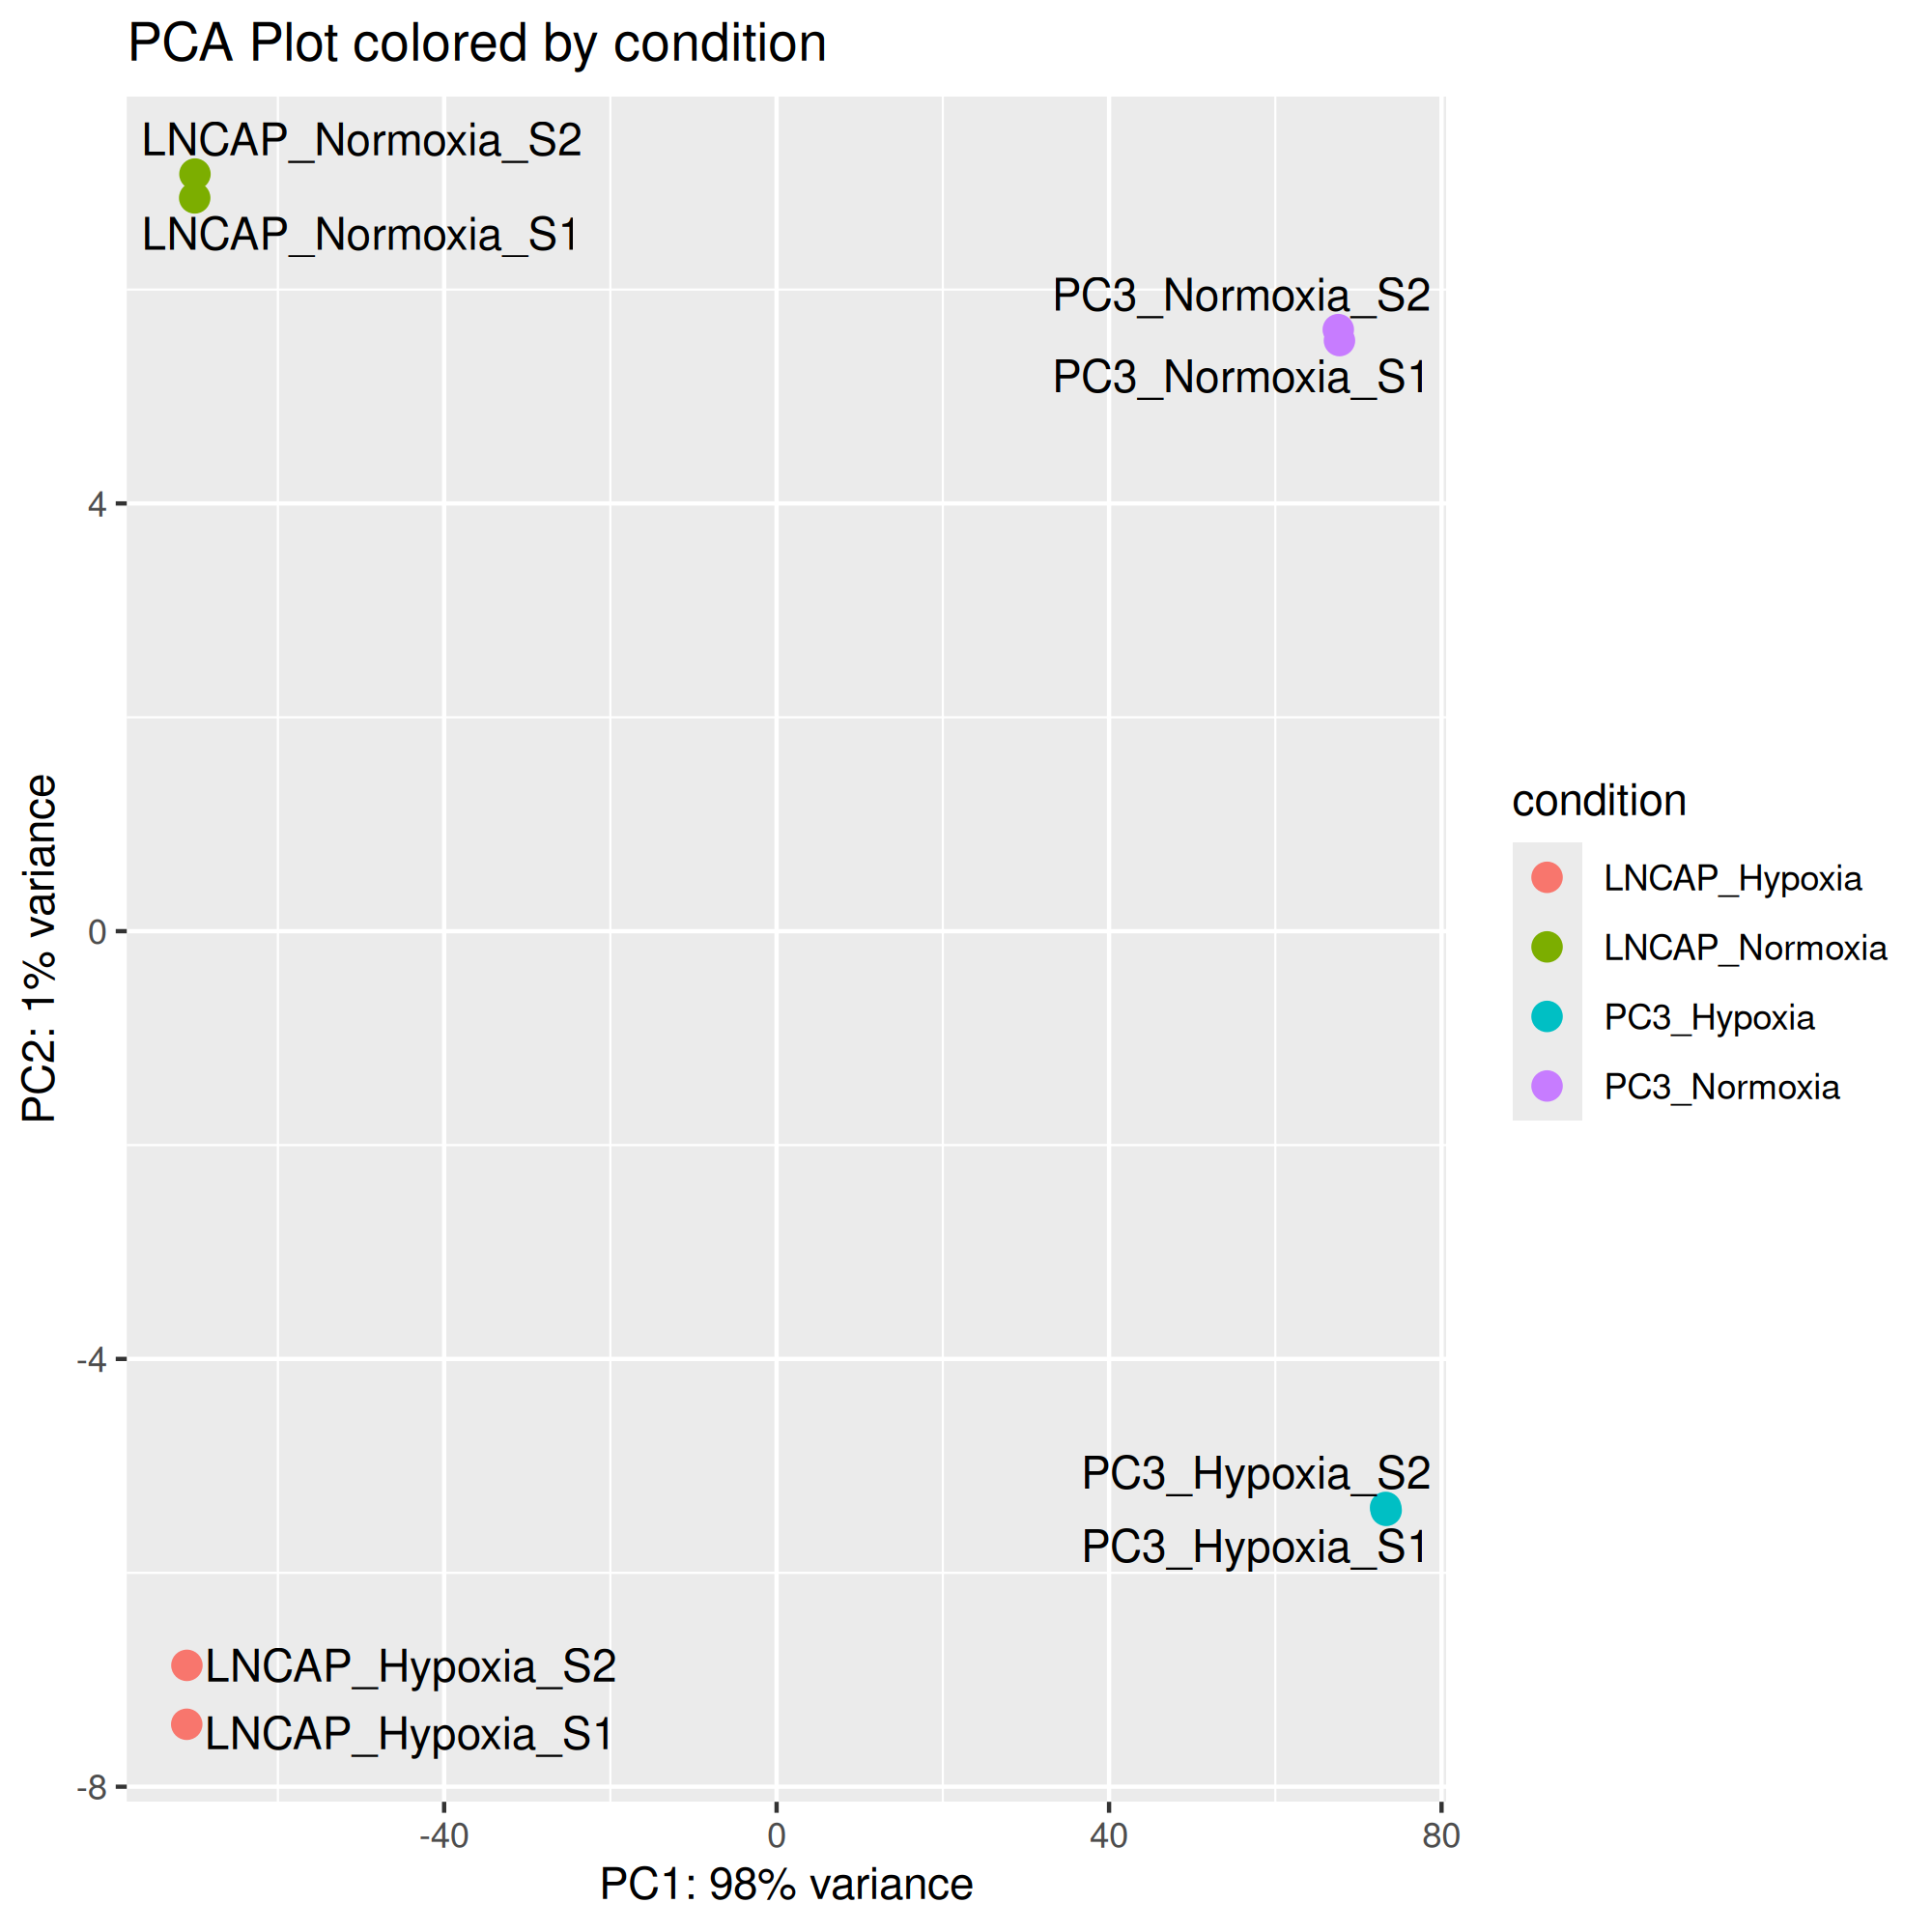 PCA Plot colored by condition
LNCAP_Normoxia_S2
LNCAP_Normoxia_S1
PC3_Normoxia_S2
PC3_Normoxia_S1
4
0
-4
-8
PC2: 1% variance
condition
LNCAP_Hypoxia
LNCAP_Normoxia
PC3_Hypoxia
PC3_Normoxia
PC3_Hypoxia_S2
PC3_Hypoxia_S1
LNCAP_Hypoxia_S2
LNCAP_Hypoxia_S1
-40 0 40 80
PC1: 98% variance